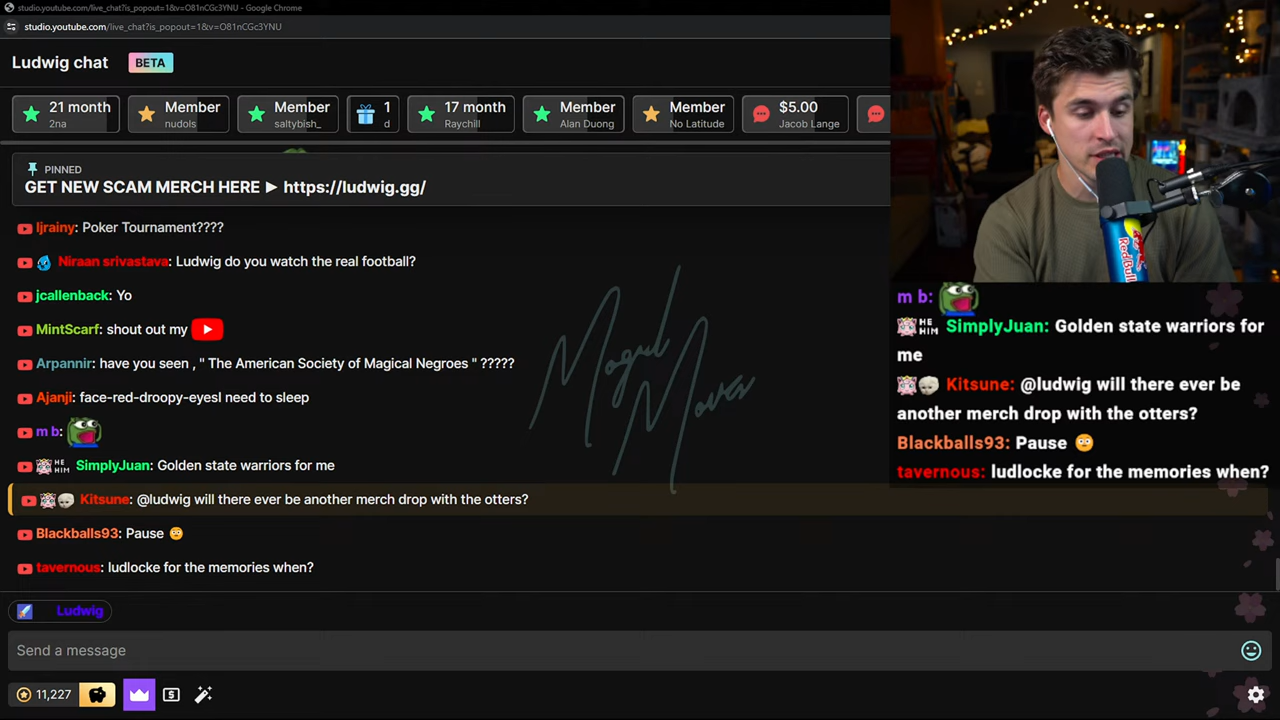 studio.youtube.com/live_chat?is_popout=1&v=O81nCGc3YNU - Google Chrome
studio.youtube.com/live_chat?is_popout=1&v=O81nCGc3YNU
Ludwig chat
BETA
21 month
2na
Member
nudols
Member
saltybish_
1
d
17 month
Raychill
Member
Alan Duong
Member
No Latitude
$5.00
Jacob Lange
PINNED
GET NEW SCAM MERCH HERE ► https://ludwig.gg/
ljrainy: Poker Tournament????
Niraan srivastava: Ludwig do you watch the real football?
jcallenback: Yo
MintScarf: shout out my
Arpannir: have you seen , " The American Society of Magical Negroes " ?????
Ajanji: face-red-droopy-eyesI need to sleep
m b:
HE HIM SimplyJuan: Golden state warriors for me
Kitsune: @ludwig will there ever be another merch drop with the otters?
Blackballs93: Pause 😳
tavernous: ludlocke for the memories when?
Ludwig
Send a message
11,227
Mogul
Moves
RedBull
m b:
HE HIM SimplyJuan: Golden state warriors for
me
Kitsune: @ludwig will there ever be
another merch drop with the otters?
Blackballs93: Pause 😳
tavernous: ludlocke for the memories when?